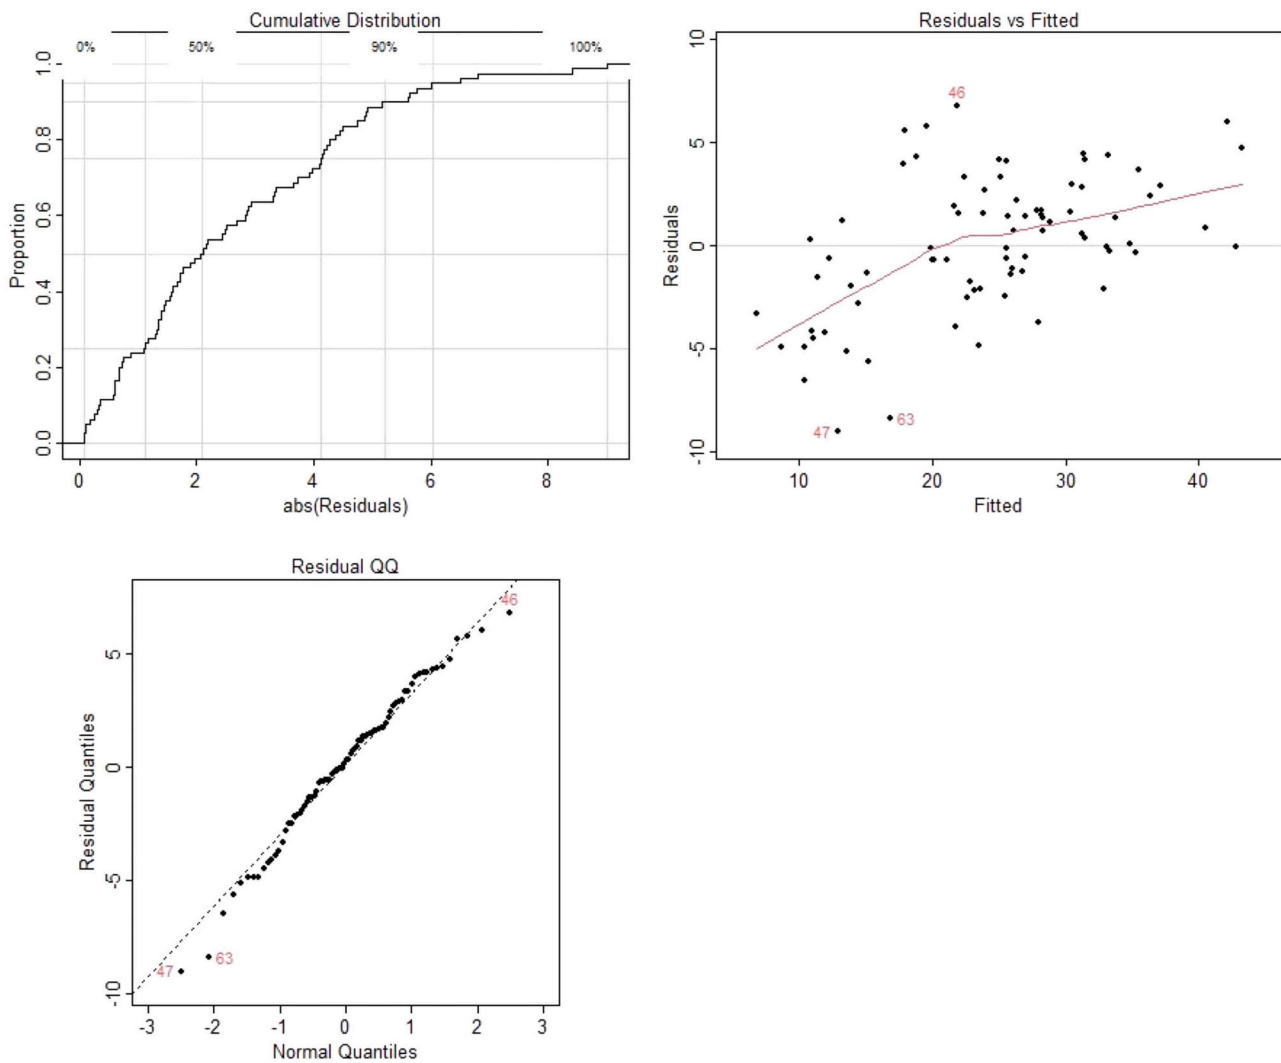 Cumulative Distribution
0% 50% 90% 100%
Proportion
0.0 0.2 0.4 0.6 0.8 1.0
0 2 4 6 8
abs(Residuals)
Residuals vs Fitted
Residuals
-10 -5 0 5 10
46
47
63
10 20 30 40
Fitted
Residual QQ
Residual Quantiles
-10 -5 0 5
46
47
63
-3 -2 -1 0 1 2 3
Normal Quantiles